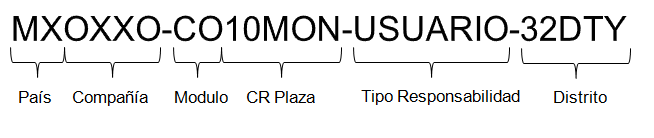 MXOXXO-CO10MON-USUARIO-32DTY
País Compañía Modulo CR Plaza Tipo Responsabilidad Distrito